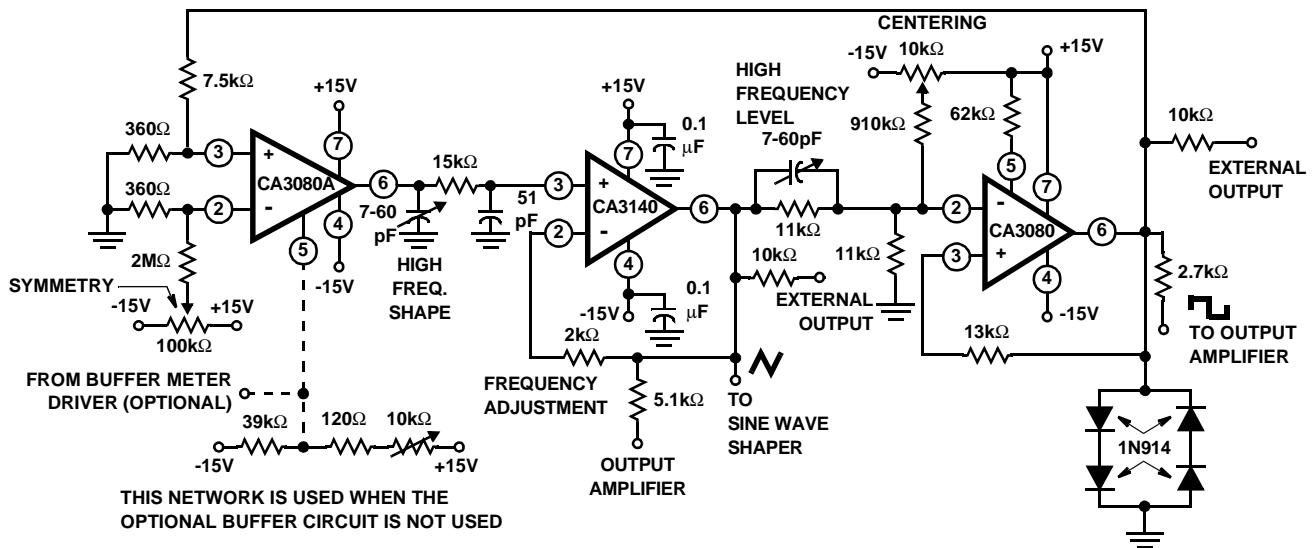 CENTERING
-15V
10kΩ
+15V
7.5kΩ
HIGH
FREQUENCY
LEVEL
7-60pF
910kΩ
62kΩ
10kΩ
EXTERNAL
OUTPUT
360Ω
360Ω
3
+
2
-
CA3080A
+15V
7
6
4
-15V
5
2MΩ
SYMMETRY
-15V
+15V
100kΩ
15kΩ
7-60
pF
HIGH
FREQ.
SHAPE
51
pF
+15V
0.1
μF
7
3
+
CA3140
2
-
6
4
-15V
0.1
μF
11kΩ
11kΩ
10kΩ
EXTERNAL
OUTPUT
5
7
2
-
CA3080
3
+
6
4
-15V
13kΩ
2.7kΩ
TO OUTPUT
AMPLIFIER
2kΩ
FREQUENCY
ADJUSTMENT
5.1kΩ
TO
SINE WAVE
SHAPER
OUTPUT
AMPLIFIER
1N914
FROM BUFFER METER
DRIVER (OPTIONAL)
39kΩ
120Ω
10kΩ
-15V
+15V
THIS NETWORK IS USED WHEN THE
OPTIONAL BUFFER CIRCUIT IS NOT USED